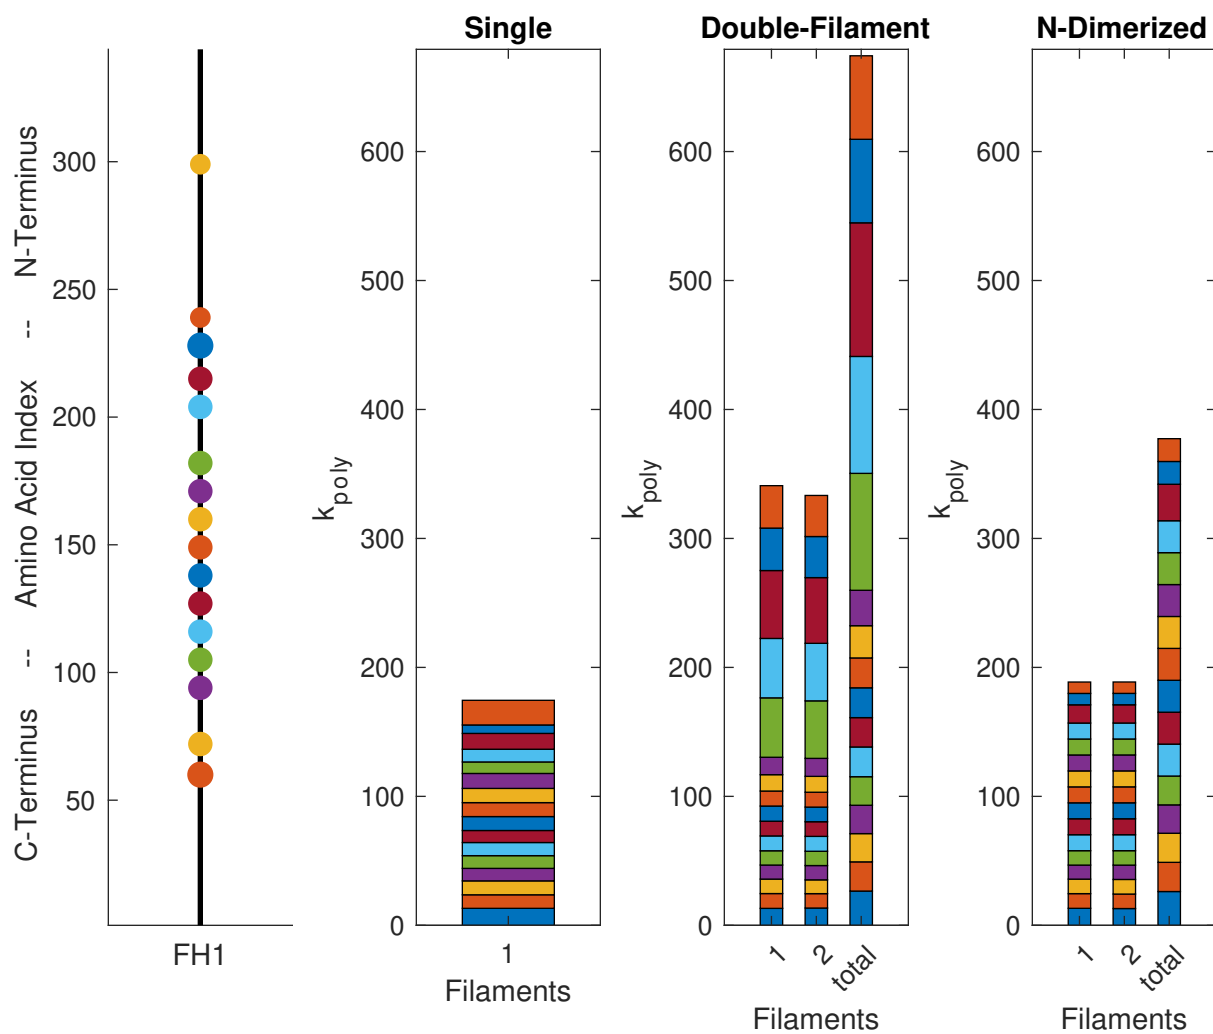 Single
Double-Filament
N-Dimerized
C-Terminus -- Amino Acid Index -- N-Terminus
300
250
200
150
100
50
FH1
k_poly
600
500
400
300
200
100
0
1
Filaments
k_poly
600
500
400
300
200
100
0
1
2
total
Filaments
k_poly
600
500
400
300
200
100
0
1
2
total
Filaments